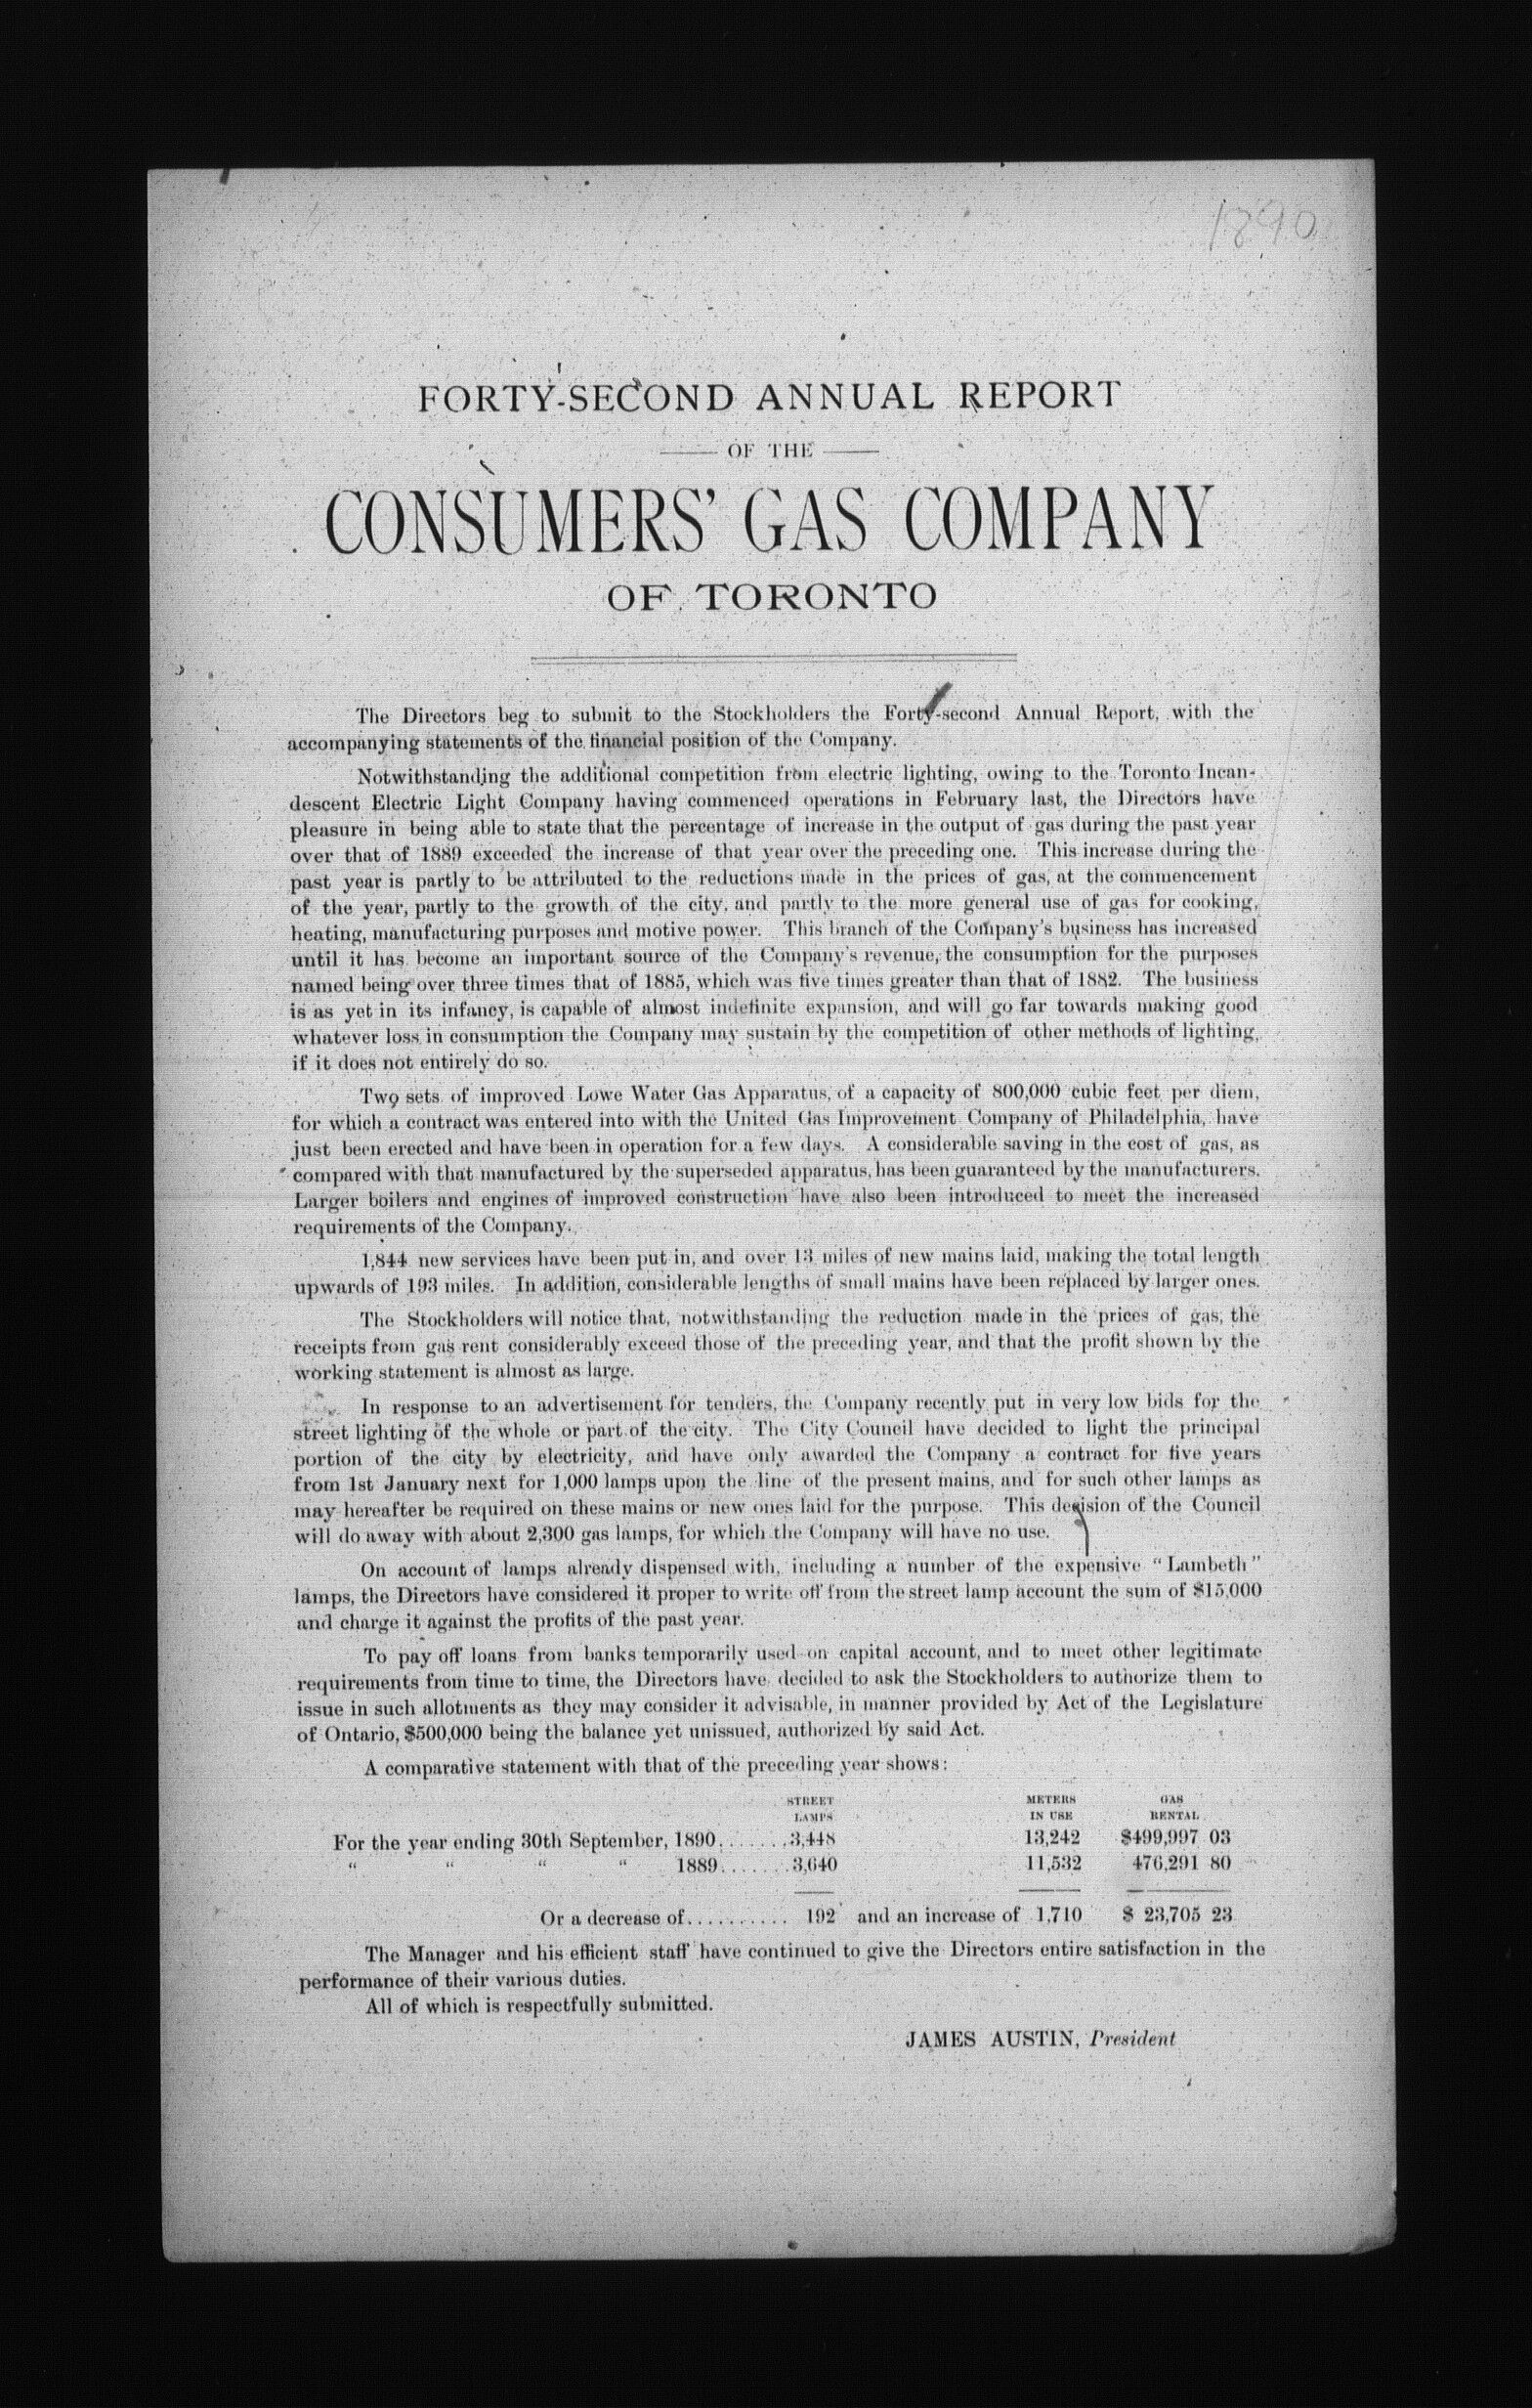 1890
FORTY-SECOND ANNUAL REPORT
OF THE
CONSUMERS' GAS COMPANY
OF TORONTO
The Directors beg to submit to the Stockholders the Forty-second Annual Report, with the
accompanying statements of the financial position of the Company.
Notwithstanding the additional competition from electric lighting, owing to the Toronto Incan-
descent Electric Light Company having commenced operations in February last, the Directors have
pleasure in being able to state that the percentage of increase in the output of gas during the past year
over that of 1889 exceeded the increase of that year over the preceding one. This increase during the
past year is partly to be attributed to the reductions made in the prices of gas, at the commencement
of the year, partly to the growth of the city, and partly to the more general use of gas for cooking,
heating, manufacturing purposes and motive power. This branch of the Company's business has increased
until it has become an important source of the Company's revenue, the consumption for the purposes
named being over three times that of 1885, which was five times greater than that of 1882. The business
is as yet in its infancy, is capable of almost indefinite expansion, and will go far towards making good
whatever loss in consumption the Company may sustain by the competition of other methods of lighting,
if it does not entirely do so.
Two sets of improved Lowe Water Gas Apparatus, of a capacity of 800,000 cubic feet per diem,
for which a contract was entered into with the United Gas Improvement Company of Philadelphia, have
just been erected and have been in operation for a few days. A considerable saving in the cost of gas, as
compared with that manufactured by the superseded apparatus, has been guaranteed by the manufacturers.
Larger boilers and engines of improved construction have also been introduced to meet the increased
requirements of the Company.
1,844 new services have been put in, and over 13 miles of new mains laid, making the total length
upwards of 193 miles. In addition, considerable lengths of small mains have been replaced by larger ones.
The Stockholders will notice that, notwithstanding the reduction made in the prices of gas, the
receipts from gas rent considerably exceed those of the preceding year, and that the profit shown by the
working statement is almost as large.
In response to an advertisement for tenders, the Company recently put in very low bids for the
street lighting of the whole or part of the city. The City Council have decided to light the principal
portion of the city by electricity, and have only awarded the Company a contract for five years
from 1st January next for 1,000 lamps upon the line of the present mains, and for such other lamps as
may hereafter be required on these mains or new ones laid for the purpose. This decision of the Council
will do away with about 2,300 gas lamps, for which the Company will have no use.
On account of lamps already dispensed with, including a number of the expensive "Lambeth"
lamps, the Directors have considered it proper to write off from the street lamp account the sum of $15,000
and charge it against the profits of the past year.
To pay off loans from banks temporarily used on capital account, and to meet other legitimate
requirements from time to time, the Directors have decided to ask the Stockholders to authorize them to
issue in such allotments as they may consider it advisable, in manner provided by Act of the Legislature
of Ontario, $500,000 being the balance yet unissued, authorized by said Act.
A comparative statement with that of the preceding year shows:
STREET METERS GAS
LAMPS IN USE RENTAL
For the year ending 30th September, 1890.......3,448 13,242 $499,997 03
" " " " 1889.......3,640 11,532 476,291 80
Or a decrease of.......... 192 and an increase of 1,710 $ 23,705 23
The Manager and his efficient staff have continued to give the Directors entire satisfaction in the
performance of their various duties.
All of which is respectfully submitted.
JAMES AUSTIN, President